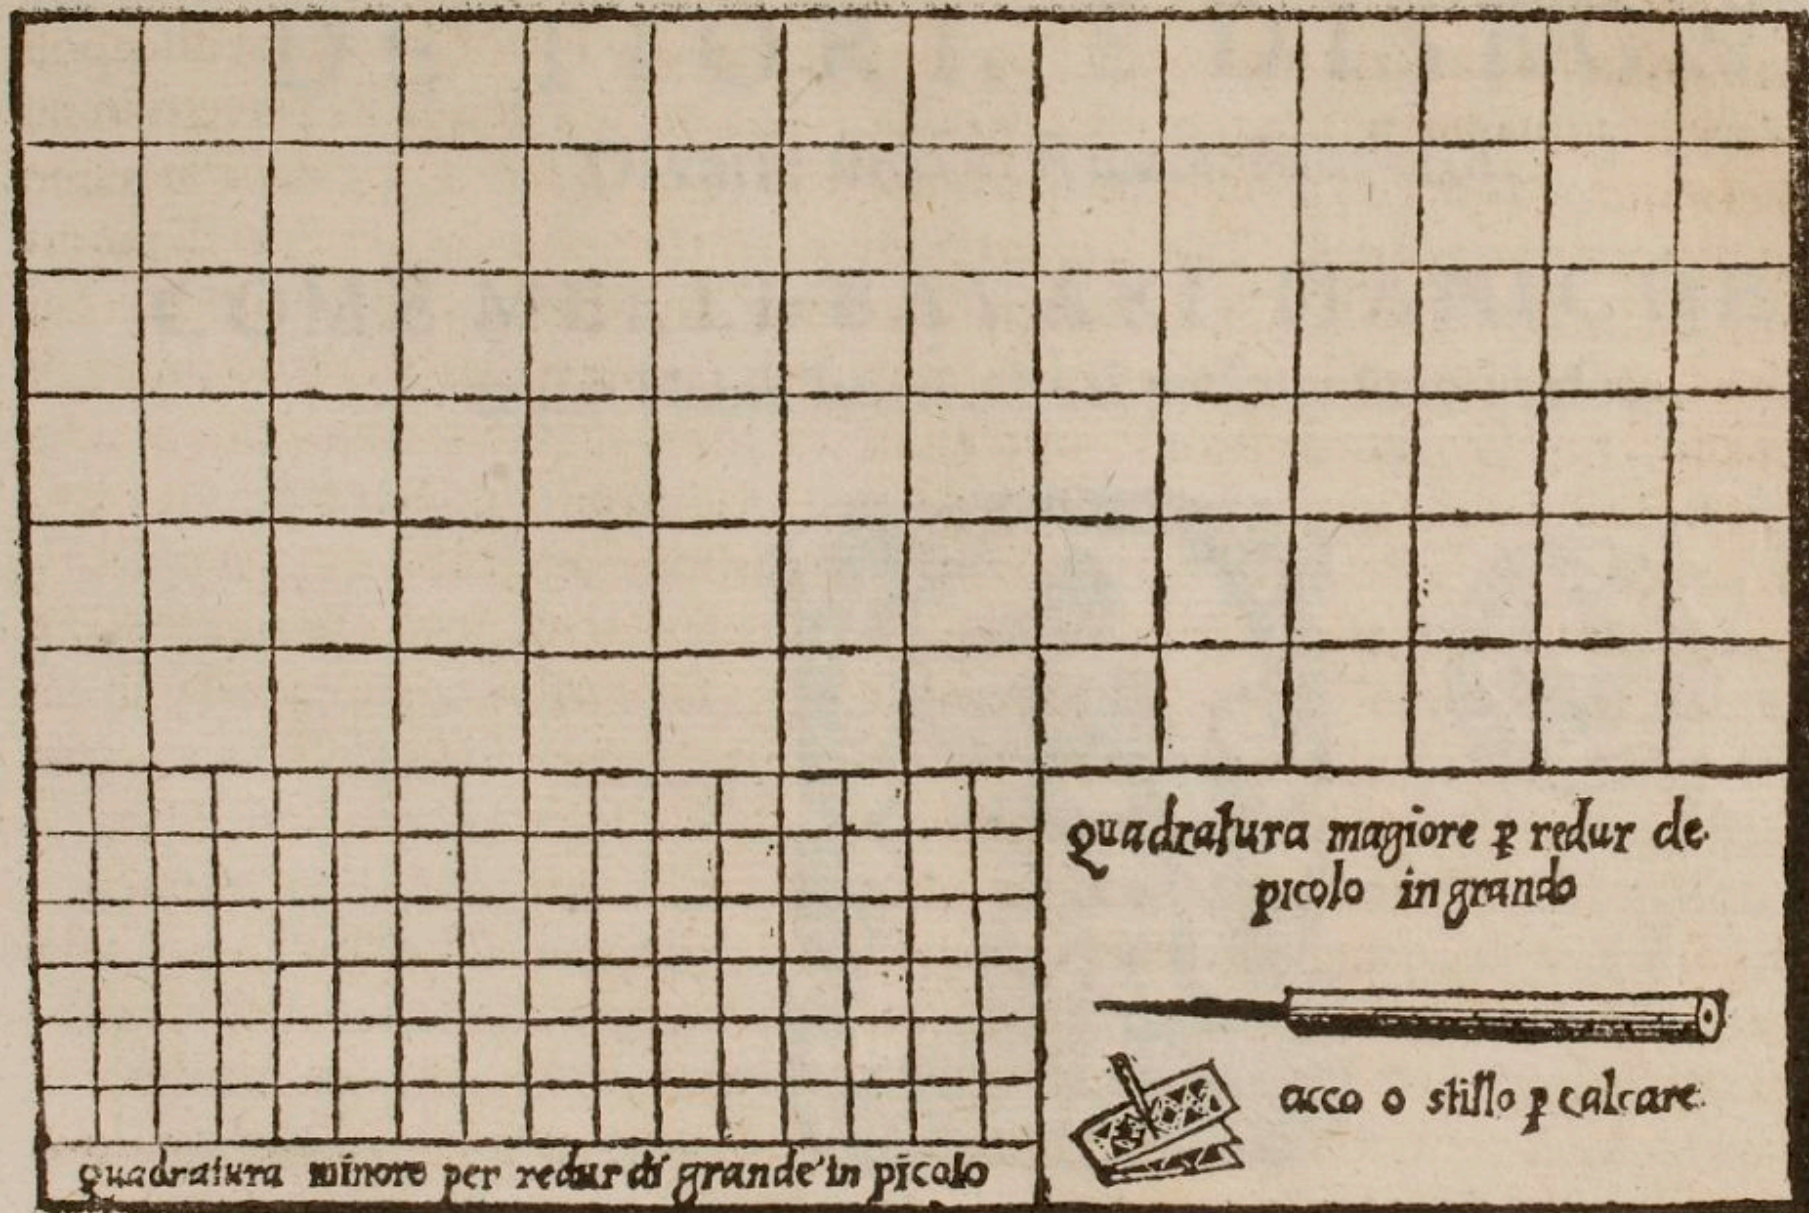 quadratura magiore ꝑ redur de
picolo in grando
acco o stillo ꝑ calcare
quadratura minore per redur di grande in picolo